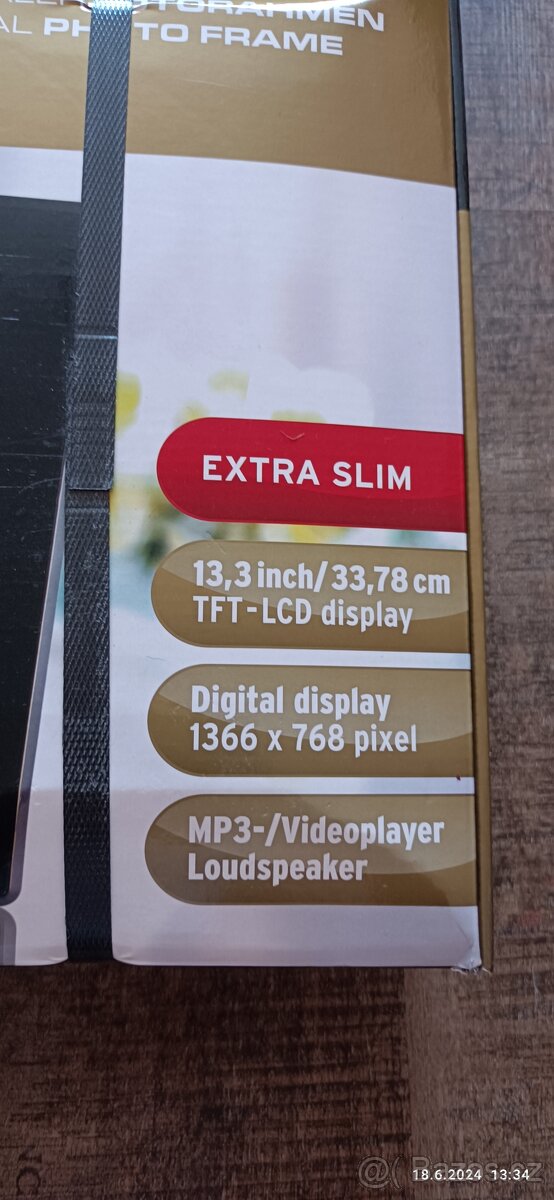 PHOTO FRAME
EXTRA SLIM
13,3 inch/33,78 cm
TFT-LCD display
Digital display
1366 x 768 pixel
MP3-/Videoplayer
Loudspeaker
18.6.2024 13:34